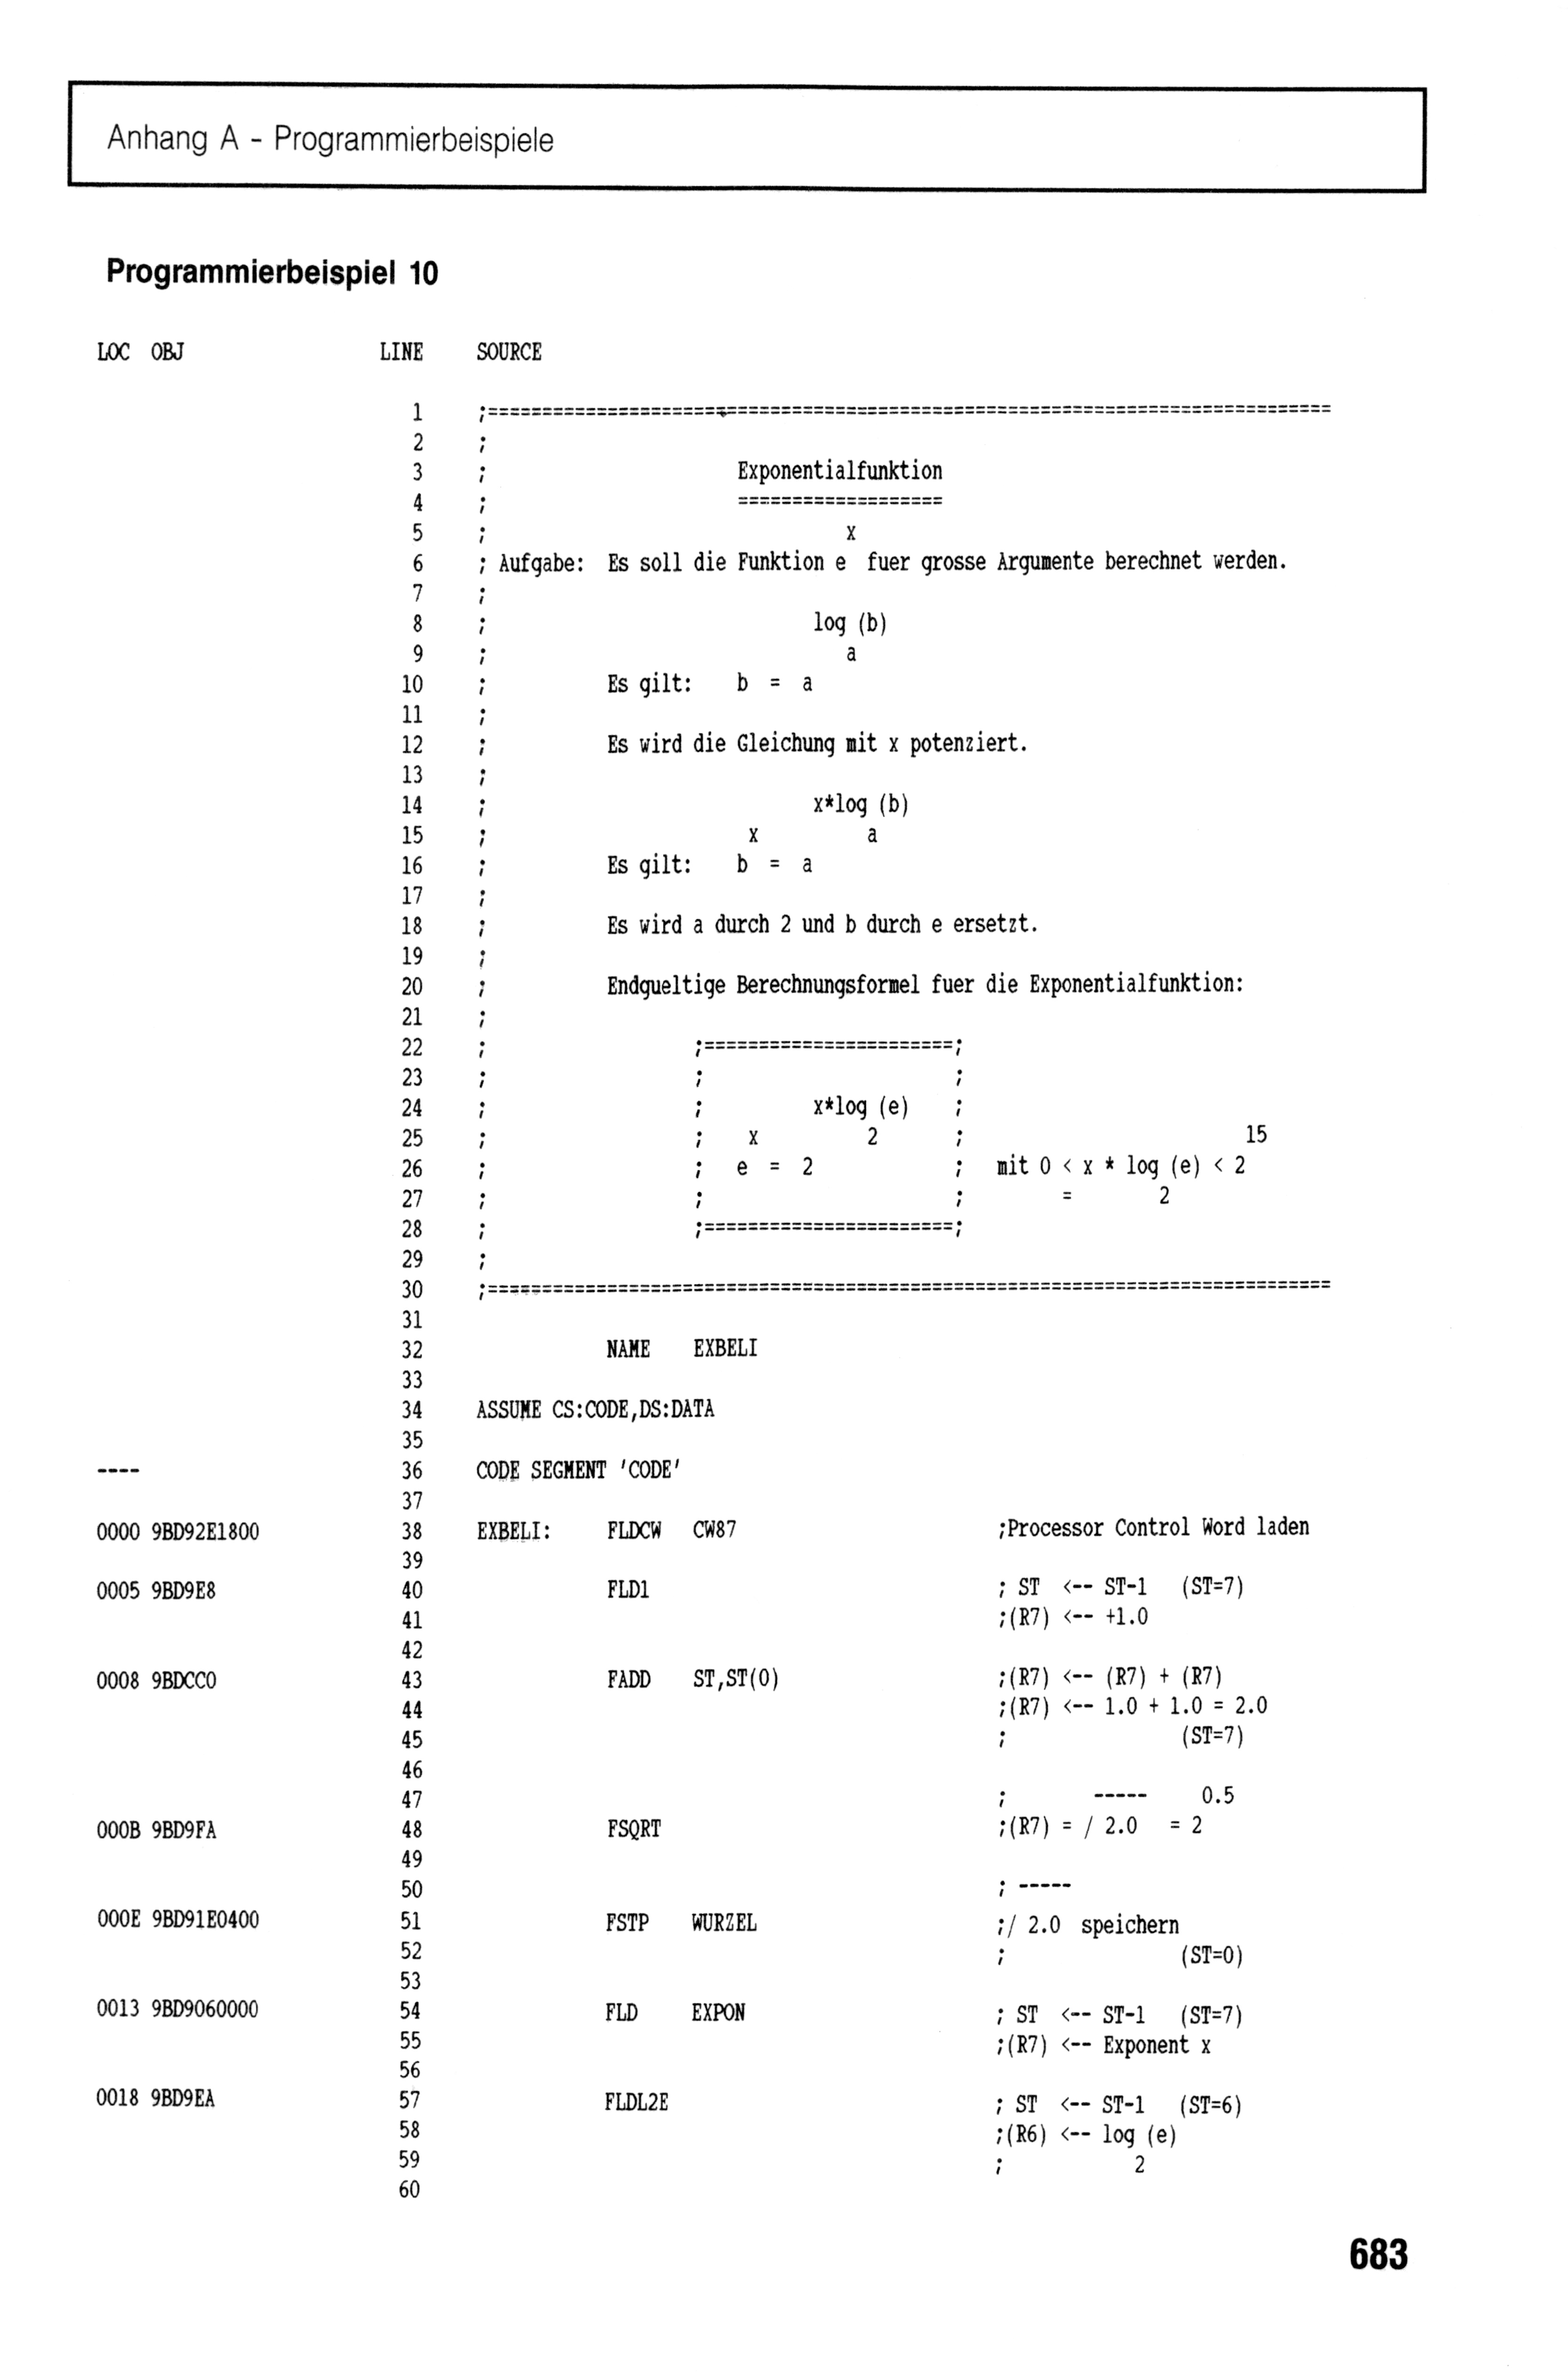 Anhang A - Programmierbeispiele
Programmierbeispiel 10
LOC  OBJ                  LINE     SOURCE
                             1     ;==============================================================================
                             2     ;
                             3     ;                       Exponentialfunktion
                             4     ;                       ===================
                             5     ;                                 x
                             6     ; Aufgabe:  Es soll die Funktion e  fuer grosse Argumente berechnet werden.
                             7     ;
                             8     ;                              log (b)
                             9     ;                                 a
                            10     ;           Es gilt:    b  =  a
                            11     ;
                            12     ;           Es wird die Gleichung mit x potenziert.
                            13     ;
                            14     ;                              x*log (b)
                            15     ;                        x          a
                            16     ;           Es gilt:    b  =  a
                            17     ;
                            18     ;           Es wird a durch 2 und b durch e ersetzt.
                            19     ;
                            20     ;           Endgueltige Berechnungsformel fuer die Exponentialfunktion:
                            21     ;
                            22     ;                   ;=======================;
                            23     ;                   ;                       ;
                            24     ;                   ;          x*log (e)    ;
                            25     ;                   ;    x          2       ;                          15
                            26     ;                   ;   e  =  2             ;   mit 0 < x * log (e) < 2
                            27     ;                   ;                       ;         =        2
                            28     ;                   ;=======================;
                            29     ;
                            30     ;==============================================================================
                            31
                            32                 NAME    EXBELI
                            33
                            34     ASSUME CS:CODE,DS:DATA
                            35
----                        36     CODE SEGMENT 'CODE'
                            37
0000 9BD92E1800             38     EXBELI:     FLDCW   CW87                        ;Processor Control Word laden
                            39
0005 9BD9E8                 40                 FLD1                                ; ST  <-- ST-1   (ST=7)
                            41                                                     ;(R7) <-- +1.0
                            42
0008 9BDCC0                 43                 FADD    ST,ST(0)                    ;(R7) <-- (R7) + (R7)
                            44                                                     ;(R7) <-- 1.0 + 1.0 = 2.0
                            45                                                     ;                (ST=7)
                            46
                            47                                                     ;        -----     0.5
000B 9BD9FA                 48                 FSQRT                               ;(R7) = / 2.0   = 2
                            49
                            50                                                     ; -----
000E 9BD91E0400             51                 FSTP    WURZEL                      ;/ 2.0  speichern
                            52                                                     ;                (ST=0)
                            53
0013 9BD9060000             54                 FLD     EXPON                       ; ST  <-- ST-1   (ST=7)
                            55                                                     ;(R7) <-- Exponent x
                            56
0018 9BD9EA                 57                 FLDL2E                              ; ST  <-- ST-1   (ST=6)
                            58                                                     ;(R6) <-- log (e)
                            59                                                     ;            2
                            60
683